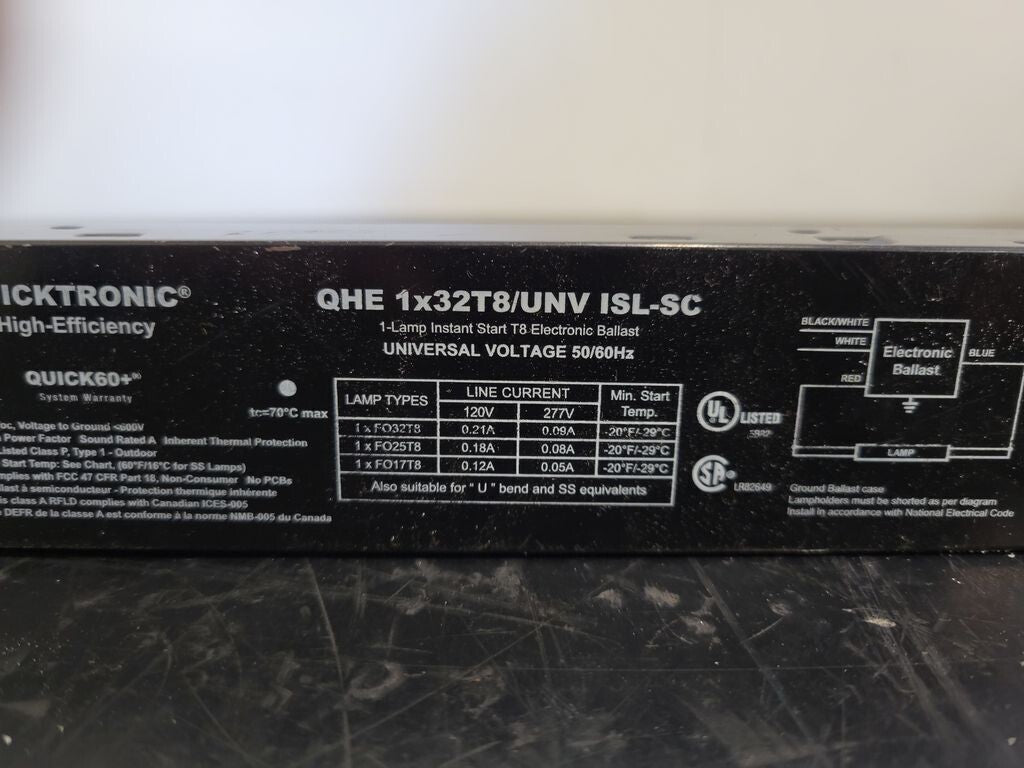 ICKTRONIC®
High-Efficiency
QUICK60+
System Warranty
tc=70°C max
oc, Voltage to Ground <600V
Power Factor Sound Rated A Inherent Thermal Protection
Listed Class P, Type 1 - Outdoor
Start Temp: See Chart, (60°F/16°C for SS Lamps)
mplies with FCC 47 CFR Part 18, Non-Consumer No PCBs
last à semiconducteur - Protection thermique inhérente
is class A RFLD complies with Canadian ICES-005
DEFR de la classe A est conforme à la norme NMB-005 du Canada
QHE 1x32T8/UNV ISL-SC
1-Lamp Instant Start T8 Electronic Ballast
UNIVERSAL VOLTAGE 50/60Hz
LAMP TYPES LINE CURRENT Min. Start Temp.
120V 277V
1 x FO32T8 0.21A 0.09A -20°F/-29°C
1 x FO25T8 0.18A 0.08A -20°F/-29°C
1 x FO17T8 0.12A 0.05A -20°F/-29°C
Also suitable for " U " bend and SS equivalents
UL LISTED
SA LR82649
BLACK/WHITE
WHITE
RED
Electronic
Ballast
BLUE
LAMP
Ground Ballast case
Lampholders must be shorted as per diagram
Install in accordance with National Electrical Code